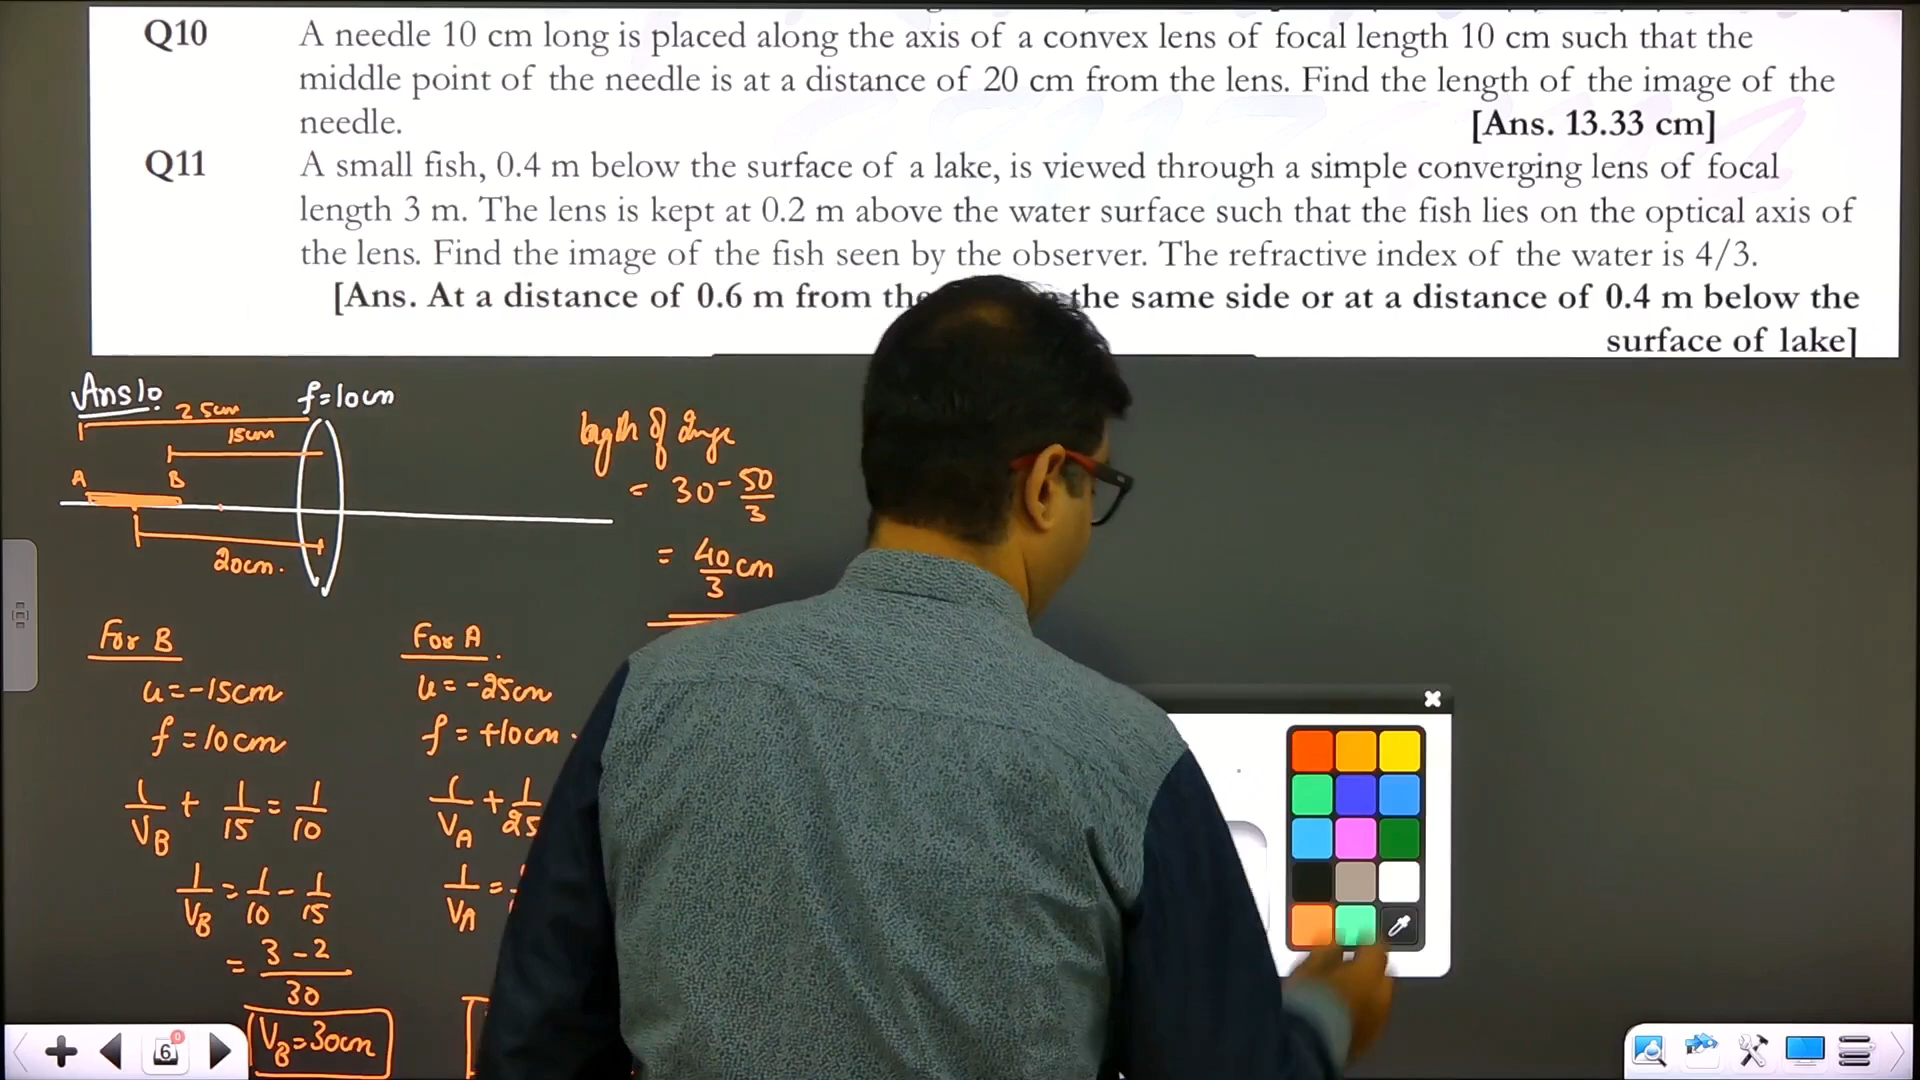 Q10 A needle 10 cm long is placed along the axis of a convex lens of focal length 10 cm such that the
middle point of the needle is at a distance of 20 cm from the lens. Find the length of the image of the
needle. [Ans. 13.33 cm]
Q11 A small fish, 0.4 m below the surface of a lake, is viewed through a simple converging lens of focal
length 3 m. The lens is kept at 0.2 m above the water surface such that the fish lies on the optical axis of
the lens. Find the image of the fish seen by the observer. The refractive index of the water is 4/3.
[Ans. At a distance of 0.6 m from the same side or at a distance of 0.4 m below the
surface of lake]
Ans10
f=10cm
25cm
15cm
A B
20cm.
length of
= 30-50/3
= 40/3 cm
For B
u=-15cm
f=10cm
1/VB + 1/15 = 1/10
1/VB = 1/10 - 1/15
= 3-2
30
VB=30cm
For A.
u=-25cm
f=+10cm.
1/VA + 1/25
1/VA =
6
0